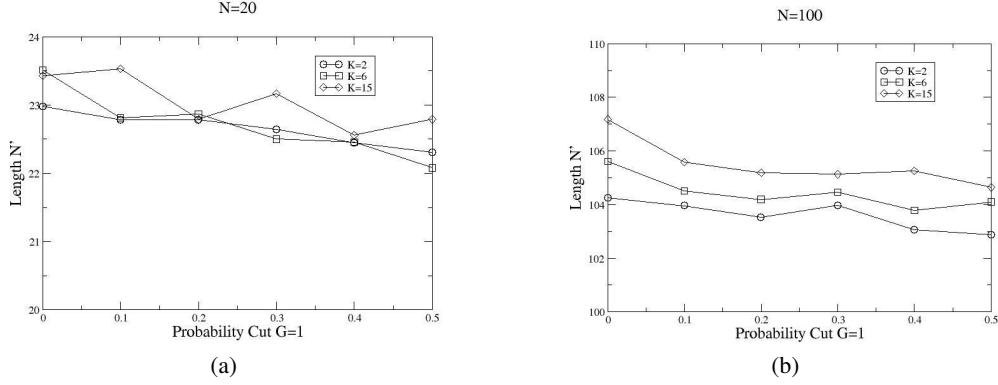 N=20
24
23
22
21
20
Length N'
K=2
K=6
K=15
0
0.1
0.2
0.3
0.4
0.5
Probability Cut G=1
(a)
N=100
110
108
106
104
102
100
Length N'
K=2
K=6
K=15
0
0.1
0.2
0.3
0.4
0.5
Probability Cut G=1
(b)